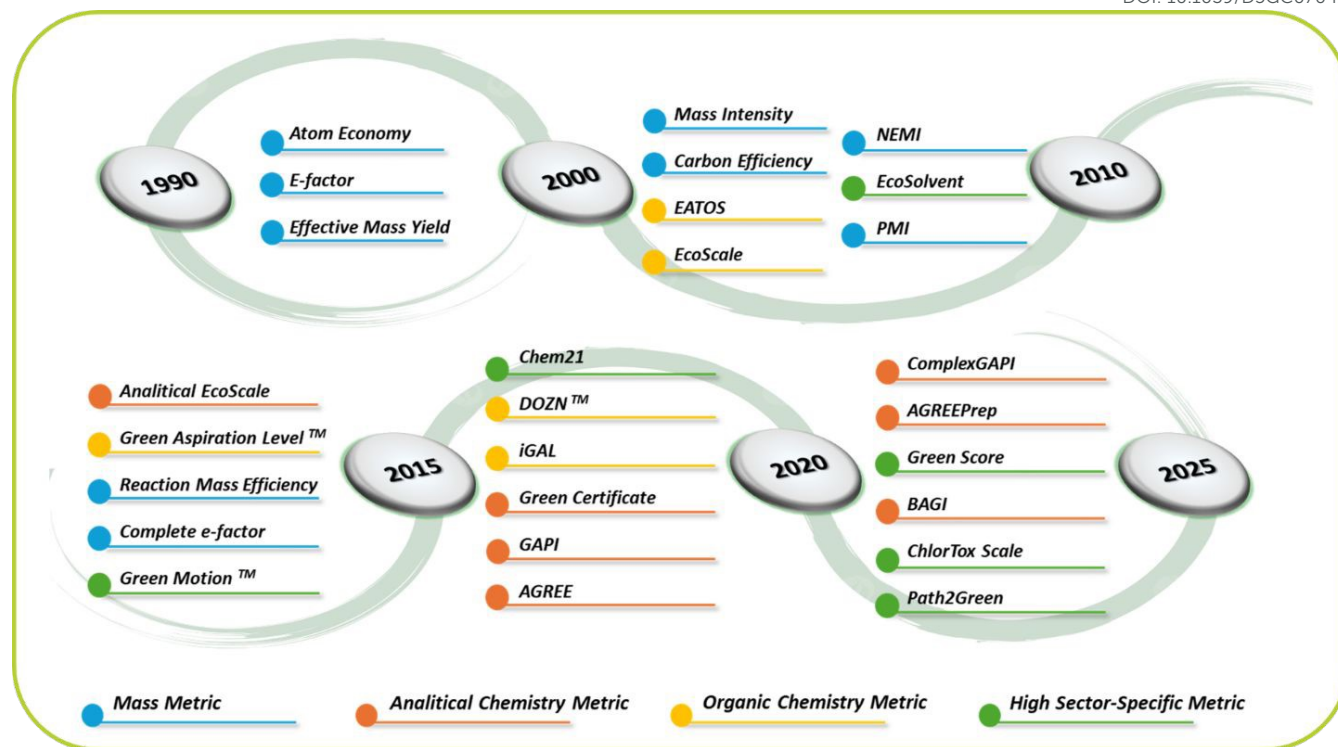 1990
Atom Economy
E-factor
Effective Mass Yield
2000
Mass Intensity
Carbon Efficiency
EATOS
EcoScale
NEMI
EcoSolvent
PMI
2010
Analitical EcoScale
Green Aspiration Level ™
Reaction Mass Efficiency
Complete e-factor
Green Motion ™
2015
Chem21
DOZN ™
iGAL
Green Certificate
GAPI
AGREE
2020
ComplexGAPI
AGREEPrep
Green Score
BAGI
ChlorTox Scale
Path2Green
2025
Mass Metric
Analitical Chemistry Metric
Organic Chemistry Metric
High Sector-Specific Metric